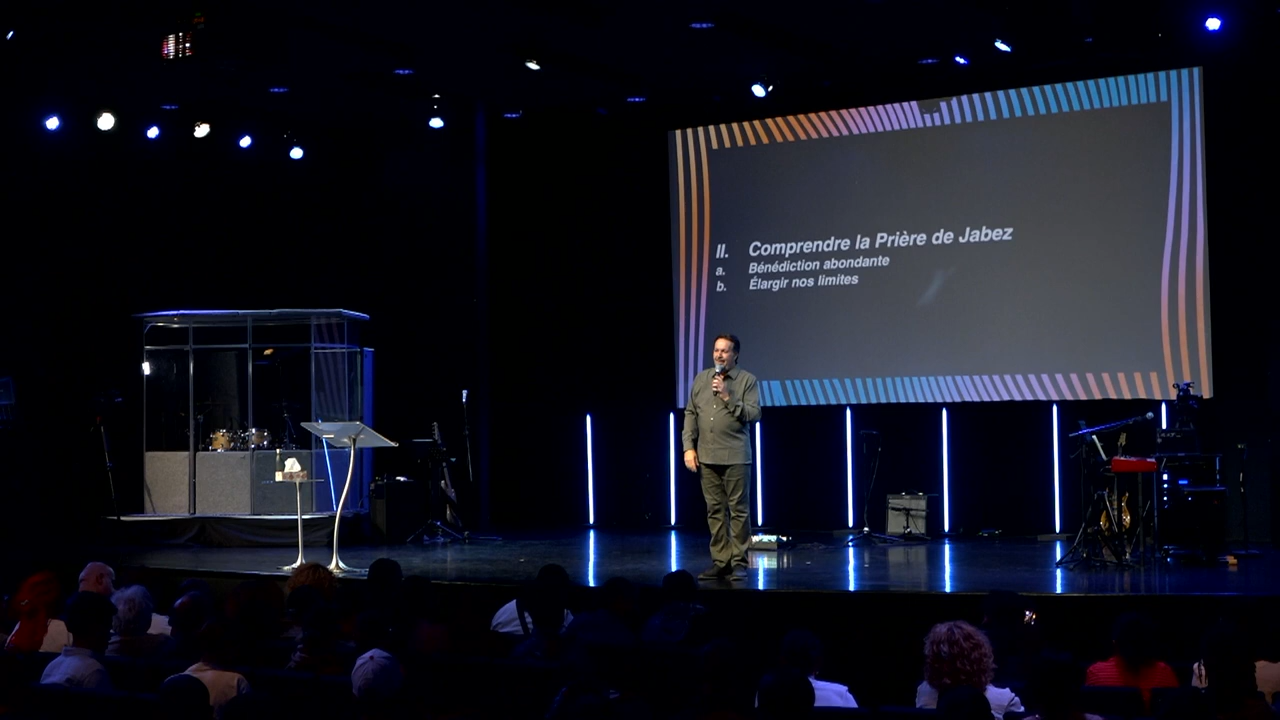 II. Comprendre la Prière de Jabez
a. Bénédiction abondante
b. Élargir nos limites